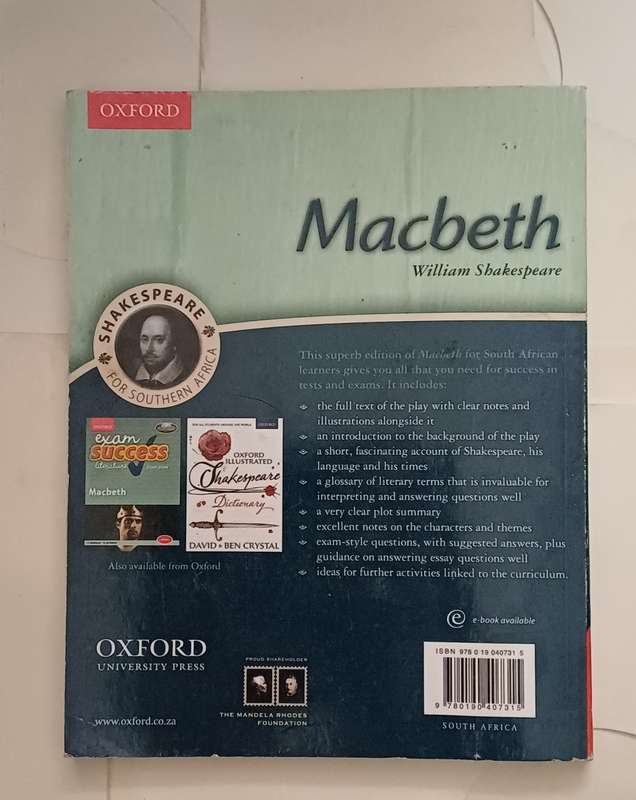 OXFORD
Macbeth
William Shakespeare
SHAKESPEARE
FOR SOUTHERN AFRICA
This superb edition of Macbeth for South African
learners gives you all that you need for success in
tests and exams. It includes:
the full text of the play with clear notes and
illustrations alongside it
an introduction to the background of the play
a short, fascinating account of Shakespeare, his
language and his times
a glossary of literary terms that is invaluable for
interpreting and answering questions well
a very clear plot summary
excellent notes on the characters and themes
exam-style questions, with suggested answers, plus
guidance on answering essay questions well
ideas for further activities linked to the curriculum.
exam
success
literature
Macbeth
OXFORD
ILLUSTRATED
Shakespeare
Dictionary
DAVID & BEN CRYSTAL
Also available from Oxford
e e-book available
OXFORD
UNIVERSITY PRESS
www.oxford.co.za
PROUD SHAREHOLDER
THE MANDELA RHODES
FOUNDATION
ISBN 978 0 19 040731 5
9 780190 407315
SOUTH AFRICA